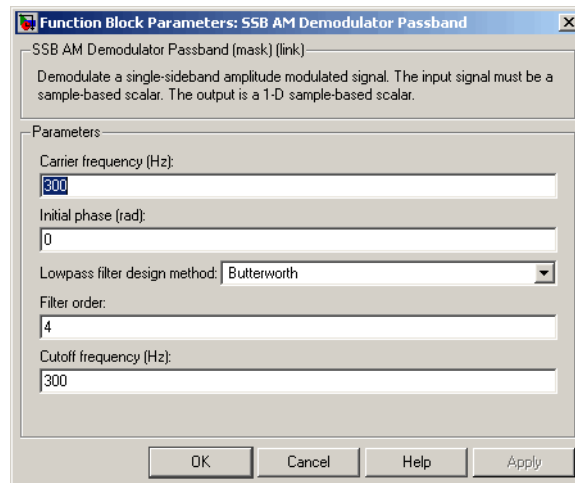 Function Block Parameters: SSB AM Demodulator Passband
SSB AM Demodulator Passband (mask) (link)
Demodulate a single-sideband amplitude modulated signal. The input signal must be a
sample-based scalar. The output is a 1-D sample-based scalar.
Parameters
Carrier frequency (Hz):
300
Initial phase (rad):
0
Lowpass filter design method: Butterworth
Filter order:
4
Cutoff frequency (Hz):
300
OK Cancel Help Apply